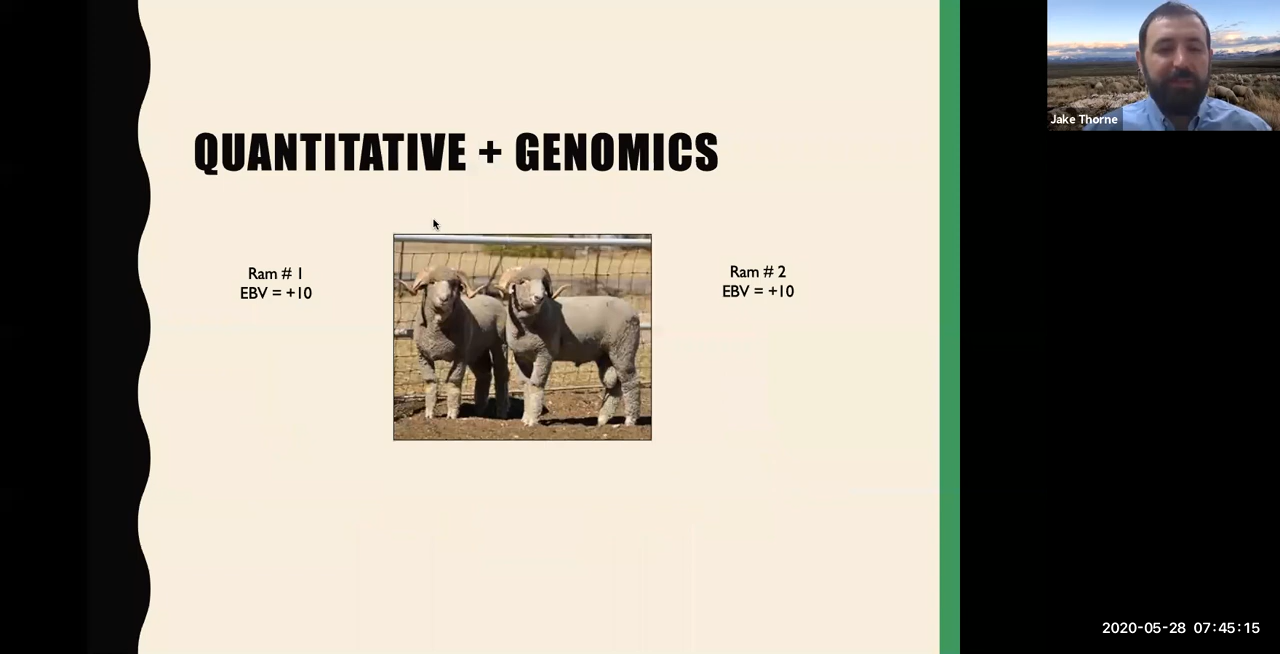 QUANTITATIVE + GENOMICS
Ram # 1
EBV = +10
Ram # 2
EBV = +10
Jake Thorne
2020-05-28 07:45:15